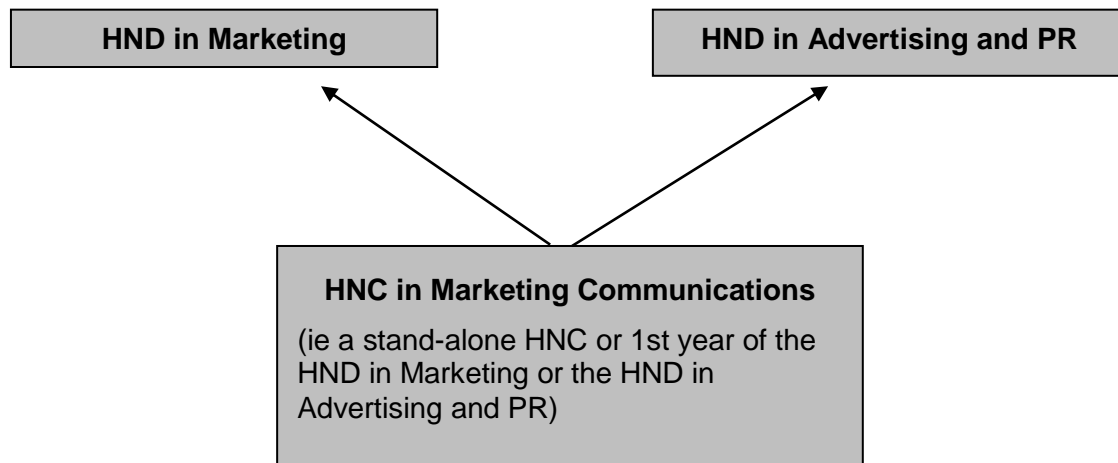 HND in Marketing
HND in Advertising and PR
HNC in Marketing Communications
(ie a stand-alone HNC or 1st year of the
HND in Marketing or the HND in
Advertising and PR)